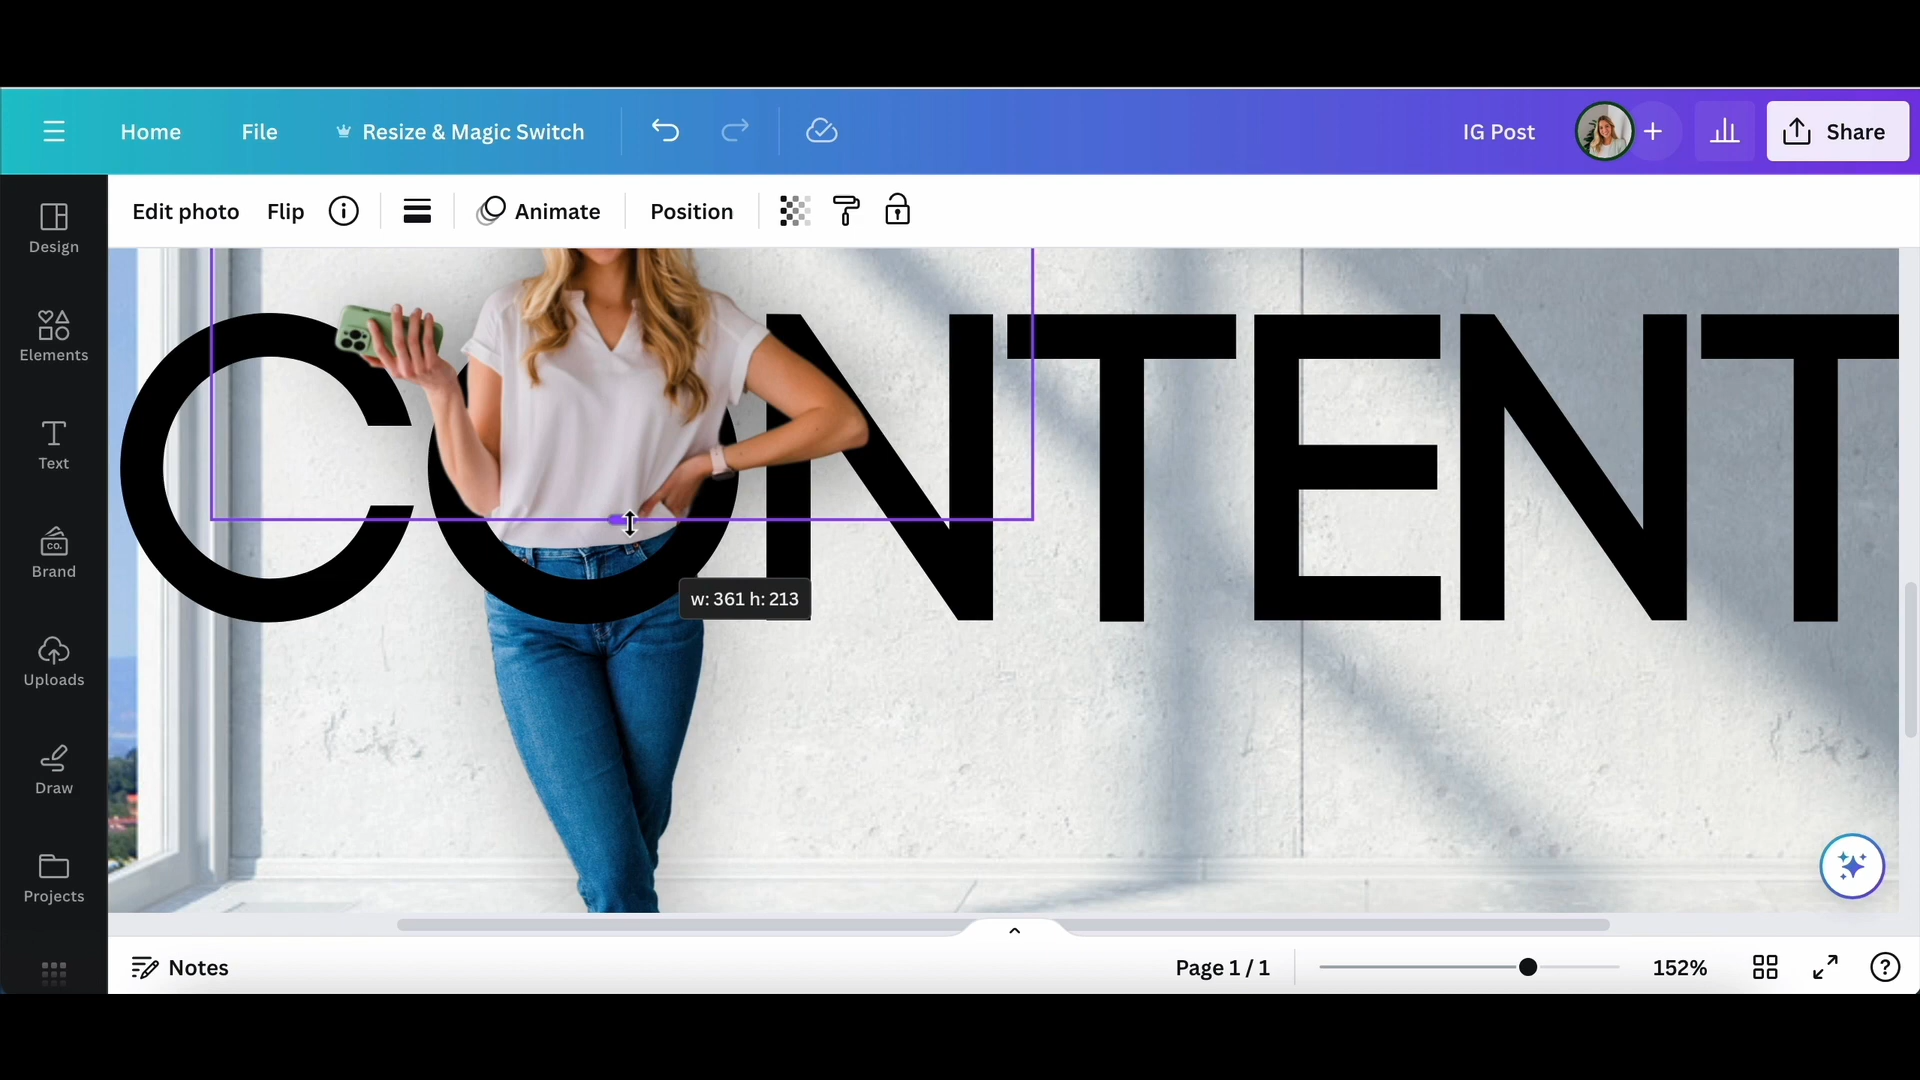 Home File Resize & Magic Switch IG Post Share
Edit photo Flip Animate Position
Design
Elements
Text
CO.
Brand
Uploads
Draw
Projects
CONTENT
w: 361 h: 213
Notes Page 1 / 1 152%